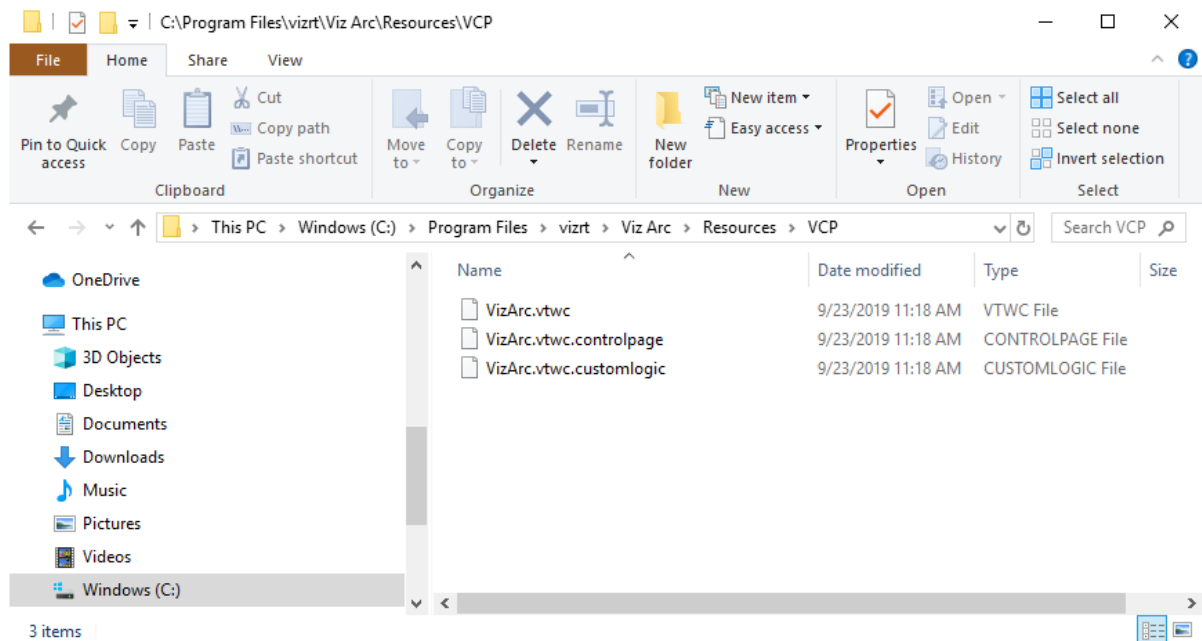 C:\Program Files\vizrt\Viz Arc\Resources\VCP
File Home Share View
Pin to Quick access
Copy
Paste
Cut
Copy path
Paste shortcut
Move to
Copy to
Delete
Rename
New folder
New item
Easy access
Properties
Open
Edit
History
Select all
Select none
Invert selection
Clipboard Organize New Open Select
This PC > Windows (C:) > Program Files > vizrt > Viz Arc > Resources > VCP
Search VCP
OneDrive
This PC
3D Objects
Desktop
Documents
Downloads
Music
Pictures
Videos
Windows (C:)
Name Date modified Type Size
VizArc.vtwc 9/23/2019 11:18 AM VTWC File
VizArc.vtwc.controlpage 9/23/2019 11:18 AM CONTROLPAGE File
VizArc.vtwc.customlogic 9/23/2019 11:18 AM CUSTOMLOGIC File
3 items